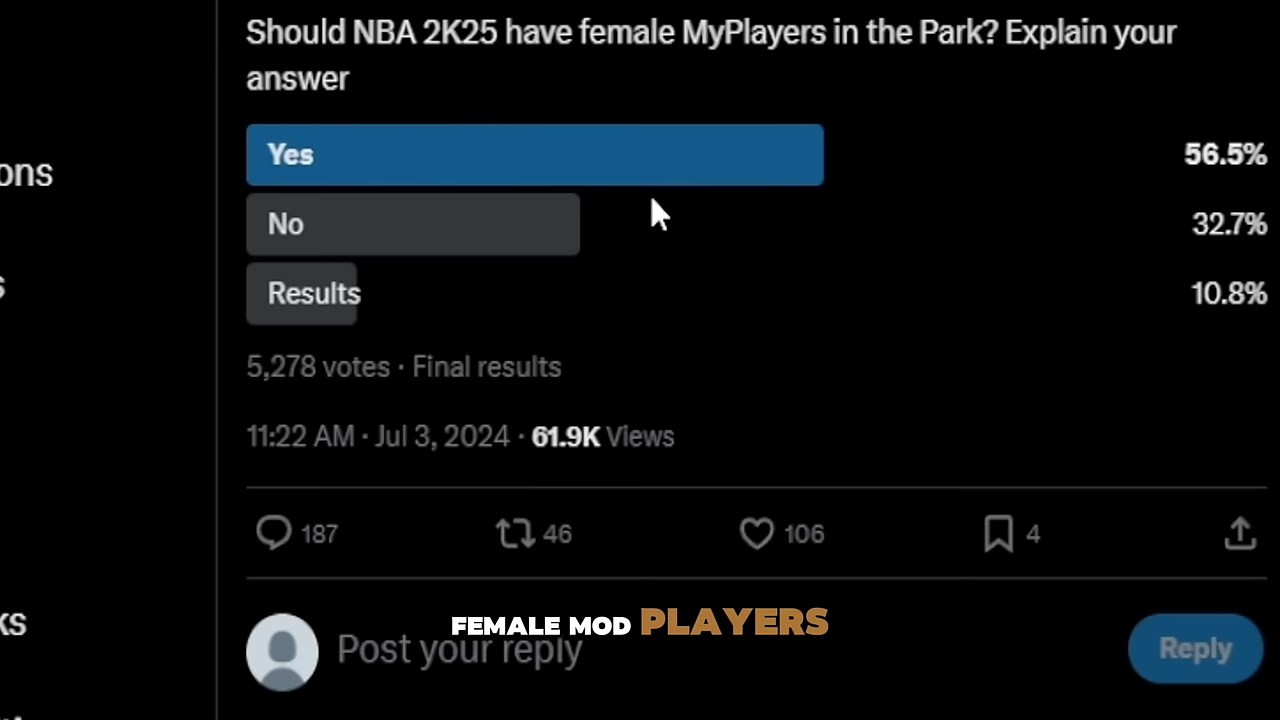 Should NBA 2K25 have female MyPlayers in the Park? Explain your
answer
ons
Yes 56.5%
s
No 32.7%
Results 10.8%
5,278 votes · Final results
11:22 AM · Jul 3, 2024 · 61.9K Views
187 46 106 4
ks
FEMALE MOD PLAYERS
Post your reply
Reply